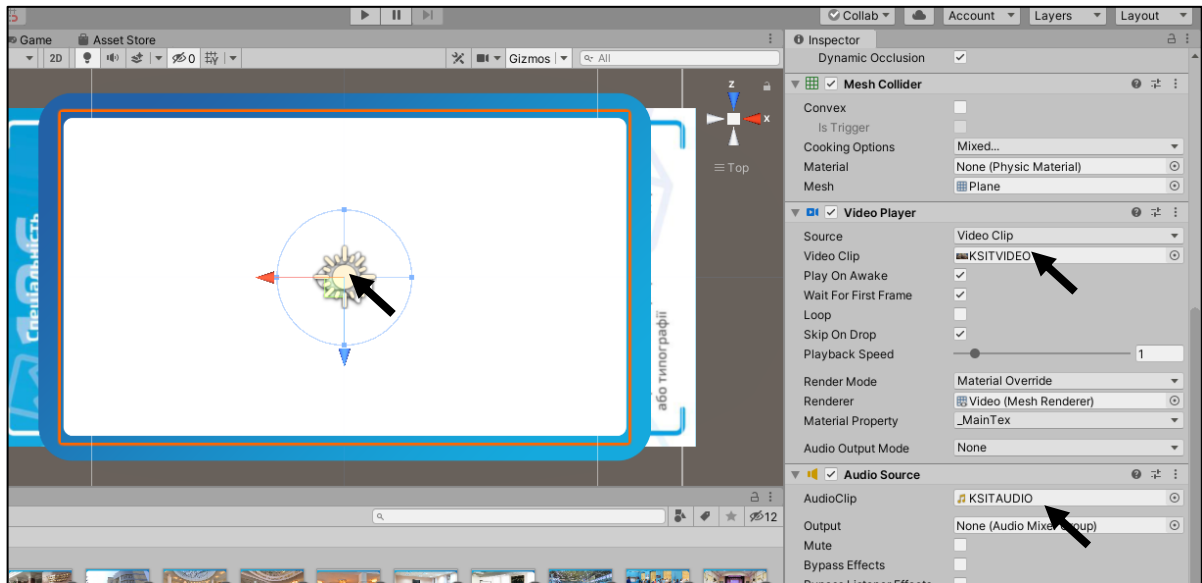 Collab
Account
Layers
Layout
Game
Asset Store
Inspector
2D
0
Gizmos
All
Dynamic Occlusion
Mesh Collider
Convex
Is Trigger
Cooking Options Mixed...
Material None (Physic Material)
Mesh Plane
z
x
Top
Спеціальність
або типографії
Video Player
Source Video Clip
Video Clip KSITVIDEO
Play On Awake
Wait For First Frame
Loop
Skip On Drop
Playback Speed 1
Render Mode Material Override
Renderer Video (Mesh Renderer)
Material Property _MainTex
Audio Output Mode None
Audio Source
AudioClip KSITAUDIO
Output None (Audio Mixer Group)
Mute
Bypass Effects
12